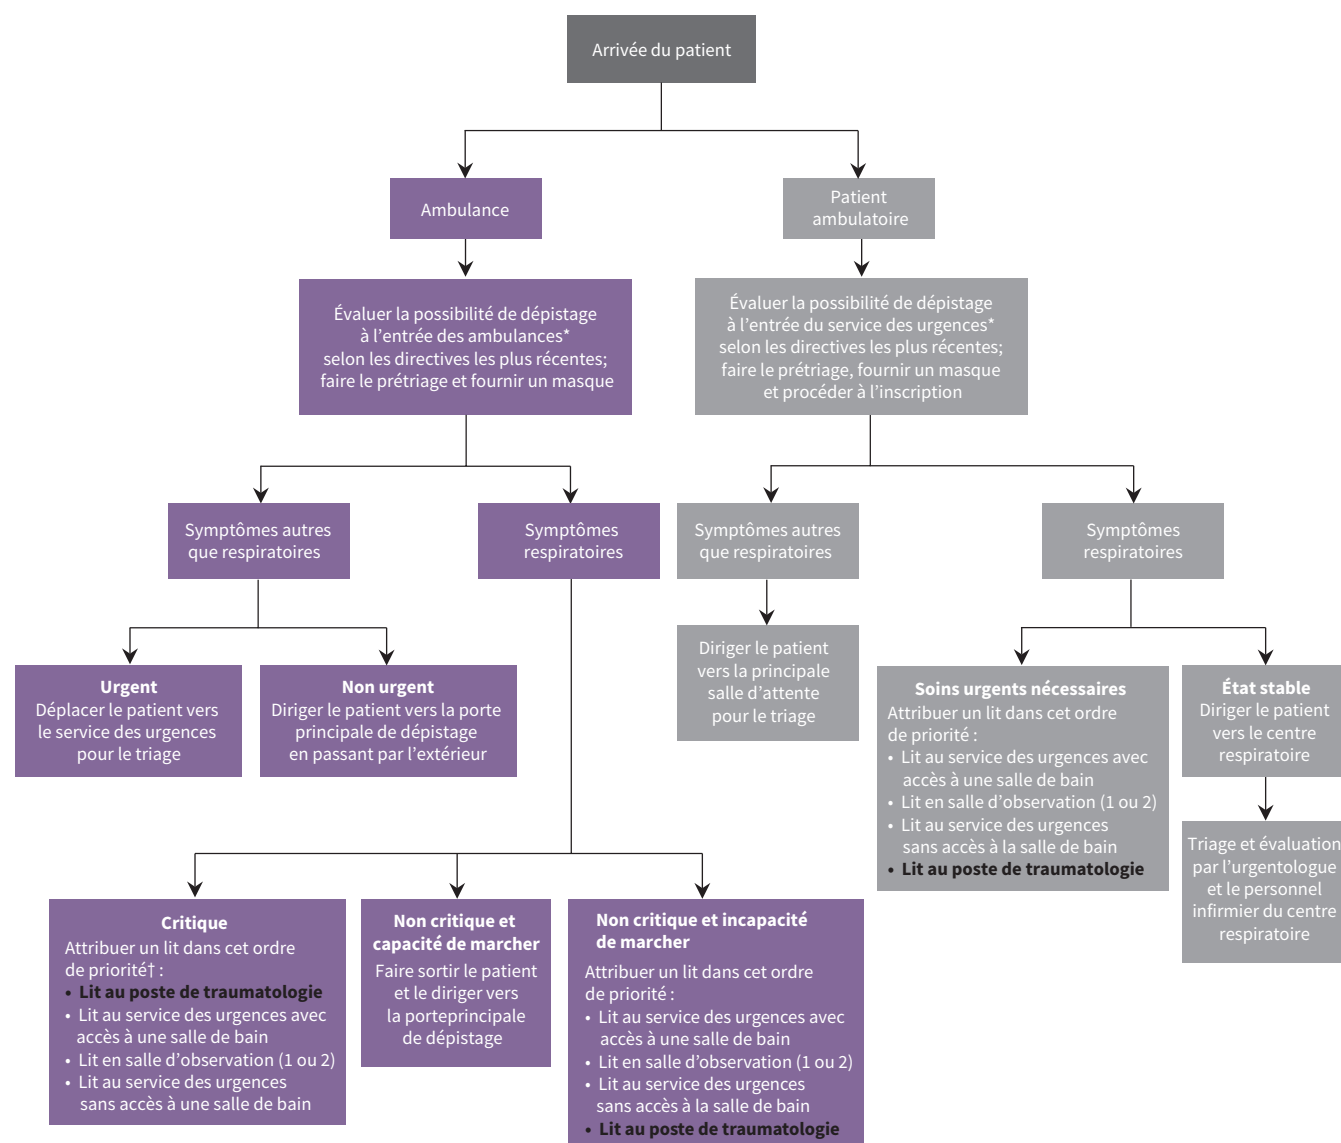 Arrivée du patient
Ambulance
Patient
ambulatoire
Évaluer la possibilité de dépistage
à l’entrée des ambulances*
selon les directives les plus récentes;
faire le prétriage et fournir un masque
Évaluer la possibilité de dépistage
à l’entrée du service des urgences*
selon les directives les plus récentes;
faire le prétriage, fournir un masque
et procéder à l’inscription
Symptômes autres
que respiratoires
Symptômes
respiratoires
Symptômes autres
que respiratoires
Symptômes
respiratoires
Urgent
Déplacer le patient vers
le service des urgences
pour le triage
Non urgent
Diriger le patient vers la porte
principale de dépistage
en passant par l’extérieur
Diriger le patient
vers la principale
salle d’attente
pour le triage
Soins urgents nécessaires
Attribuer un lit dans cet ordre
de priorité :
• Lit au service des urgences avec
accès à une salle de bain
• Lit en salle d’observation (1 ou 2)
• Lit au service des urgences
sans accès à la salle de bain
• Lit au poste de traumatologie
État stable
Diriger le patient
vers le centre
respiratoire
Triage et évaluation
par l’urgentologue
et le personnel
infirmier du centre
respiratoire
Critique
Attribuer un lit dans cet ordre
de priorité† :
• Lit au poste de traumatologie
• Lit au service des urgences avec
accès à une salle de bain
• Lit en salle d’observation (1 ou 2)
• Lit au service des urgences
sans accès à une salle de bain
Non critique et
capacité de marcher
Faire sortir le patient
et le diriger vers
la porteprincipale
de dépistage
Non critique et incapacité
de marcher
Attribuer un lit dans cet ordre
de priorité :
• Lit au service des urgences avec
accès à une salle de bain
• Lit en salle d’observation (1 ou 2)
• Lit au service des urgences
sans accès à la salle de bain
• Lit au poste de traumatologie